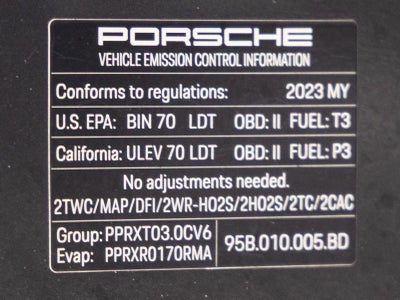 PORSCHE
VEHICLE EMISSION CONTROL INFORMATION
Conforms to regulations: 2023 MY
U.S. EPA: BIN 70 LDT OBD: II FUEL: T3
California: ULEV 70 LDT OBD: II FUEL: P3
No adjustments needed.
2TWC/MAP/DFI/2WR-HO2S/2HO2S/2TC/2CAC
Group: PPRXT03.0CV6
Evap: PPRXR0170RMA
95B.010.005.BD